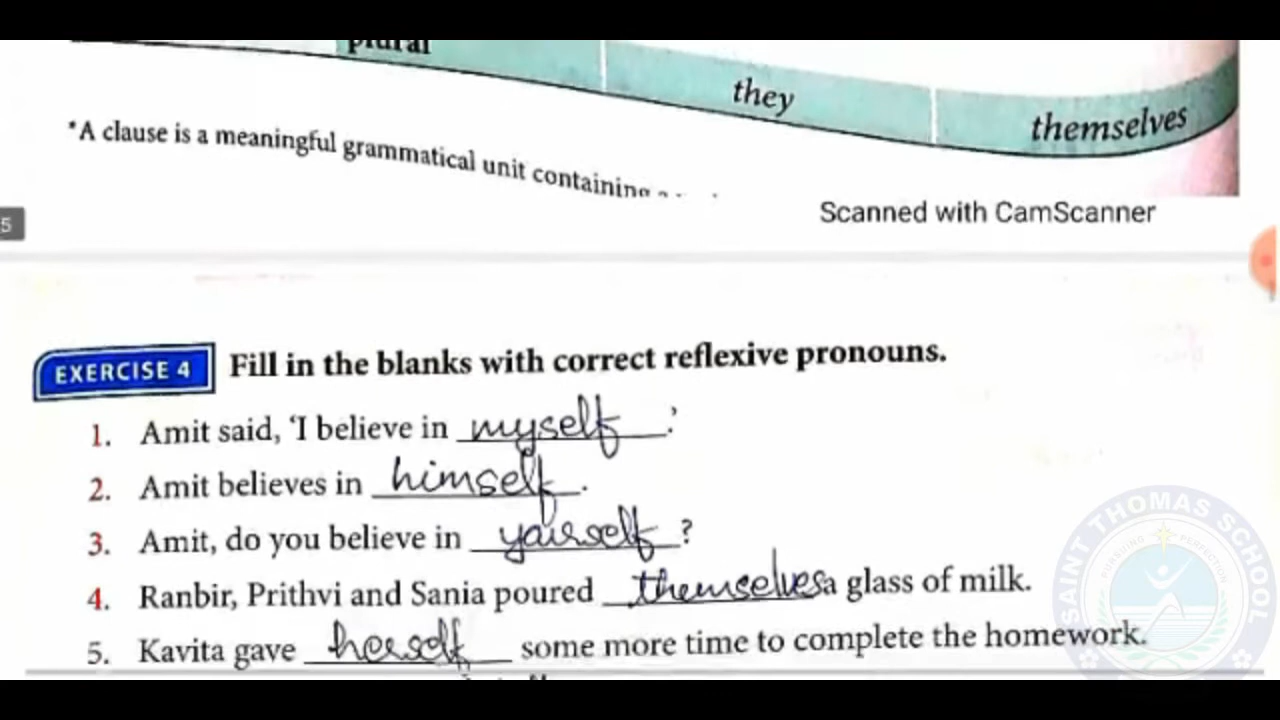 plural
they
themselves
*A clause is a meaningful grammatical unit containing
Scanned with CamScanner
5
EXERCISE 4 Fill in the blanks with correct reflexive pronouns.
1. Amit said, ‘I believe in myself.’
2. Amit believes in himself.
3. Amit, do you believe in yourself?
4. Ranbir, Prithvi and Sania poured themselves a glass of milk.
5. Kavita gave herself some more time to complete the homework.
SAINT THOMAS SCHOOL
PURSUING PERFECTION